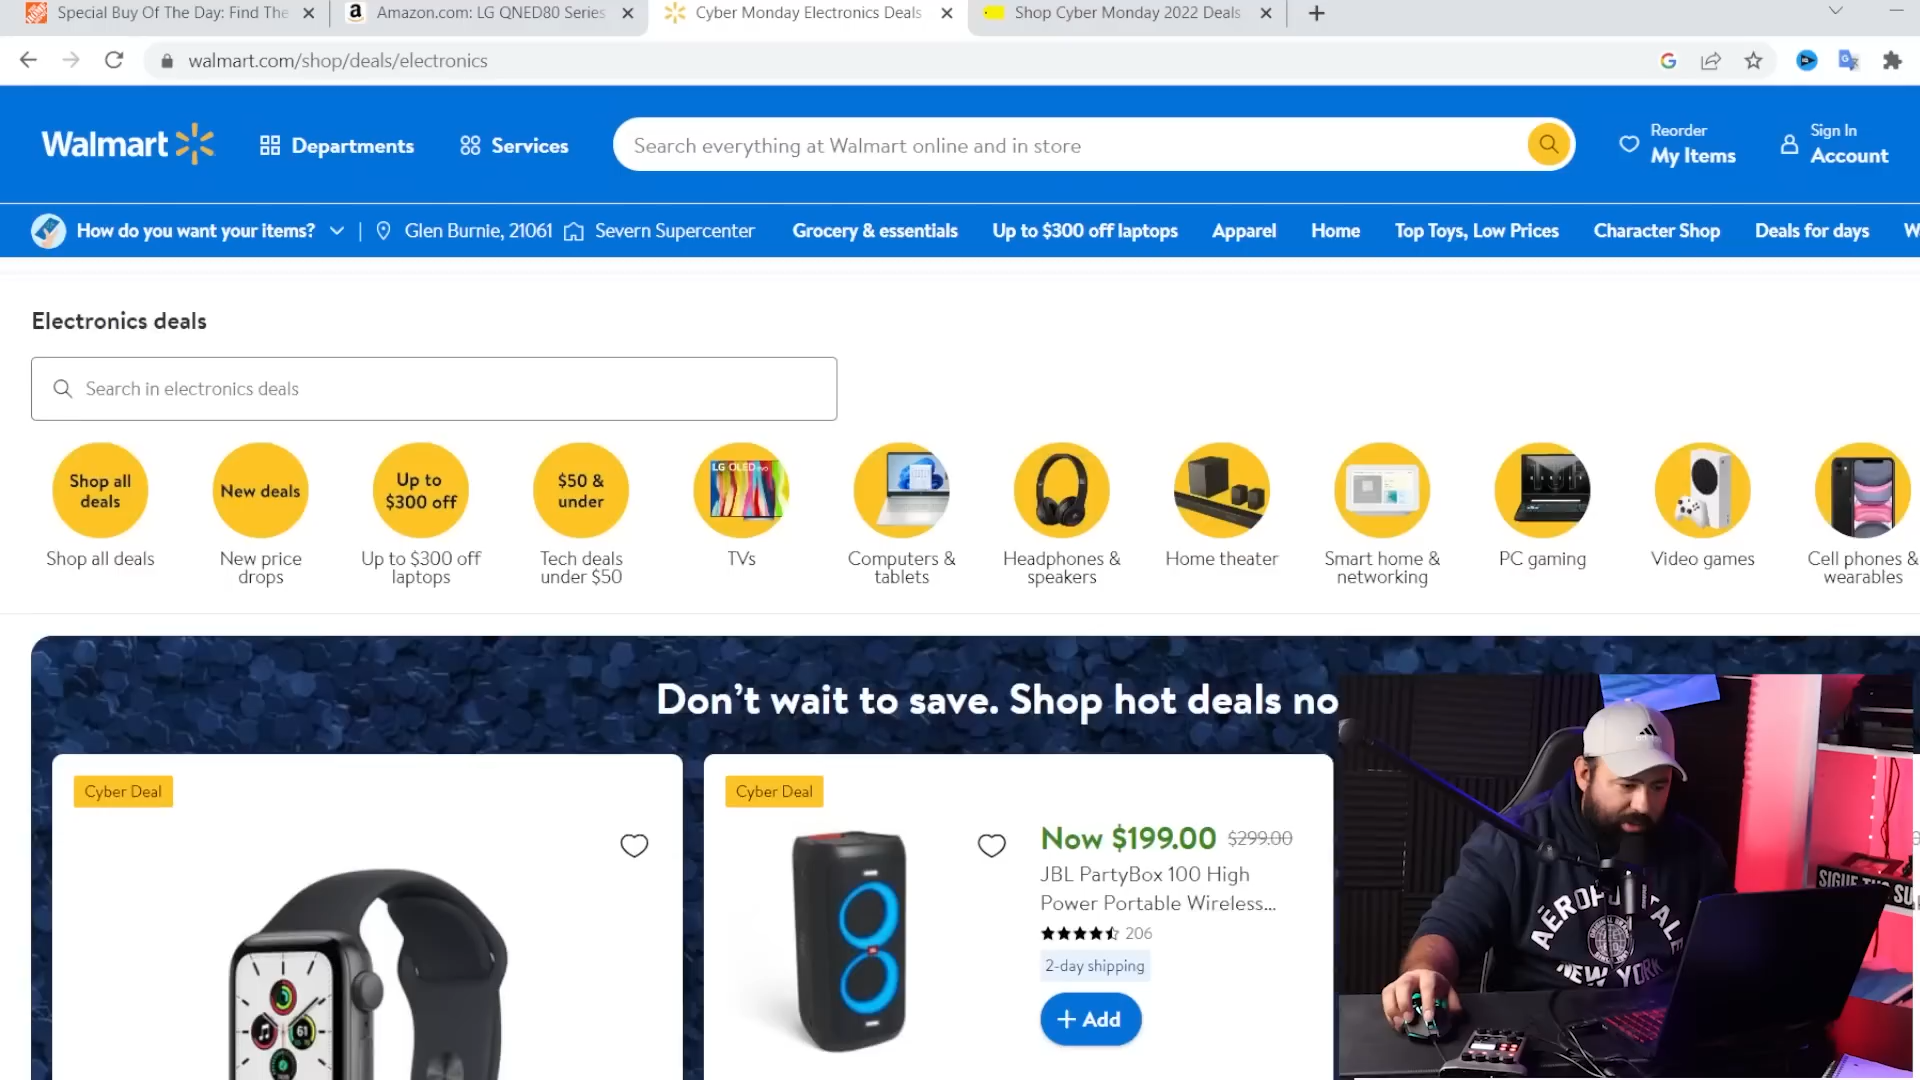 Special Buy Of The Day: Find The
Amazon.com: LG QNED80 Series
Cyber Monday Electronics Deals
Shop Cyber Monday 2022 Deals
walmart.com/shop/deals/electronics
Walmart
Departments
Services
Search everything at Walmart online and in store
Reorder
My Items
Sign In
Account
How do you want your items?
Glen Burnie, 21061
Severn Supercenter
Grocery & essentials
Up to $300 off laptops
Apparel
Home
Top Toys, Low Prices
Character Shop
Deals for days
W
Electronics deals
Search in electronics deals
Shop all
deals
New deals
Up to
$300 off
$50 &
under
LG OLED evo
Shop all deals
New price
drops
Up to $300 off
laptops
Tech deals
under $50
TVs
Computers &
tablets
Headphones &
speakers
Home theater
Smart home &
networking
PC gaming
Video games
Cell phones &
wearables
Don't wait to save. Shop hot deals no
Cyber Deal
Cyber Deal
Now $199.00 $299.00
JBL PartyBox 100 High
Power Portable Wireless...
206
2-day shipping
+ Add
61
AÉROPOSTALE
NEW YORK
SIGUE TUS SU